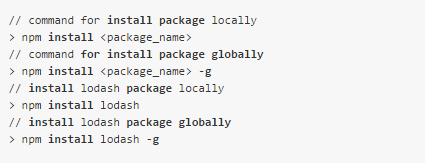 // command for install package locally
> npm install <package_name>
// command for install package globally
> npm install <package_name> -g
// install lodash package locally
> npm install lodash
// install lodash package globally
> npm install lodash -g